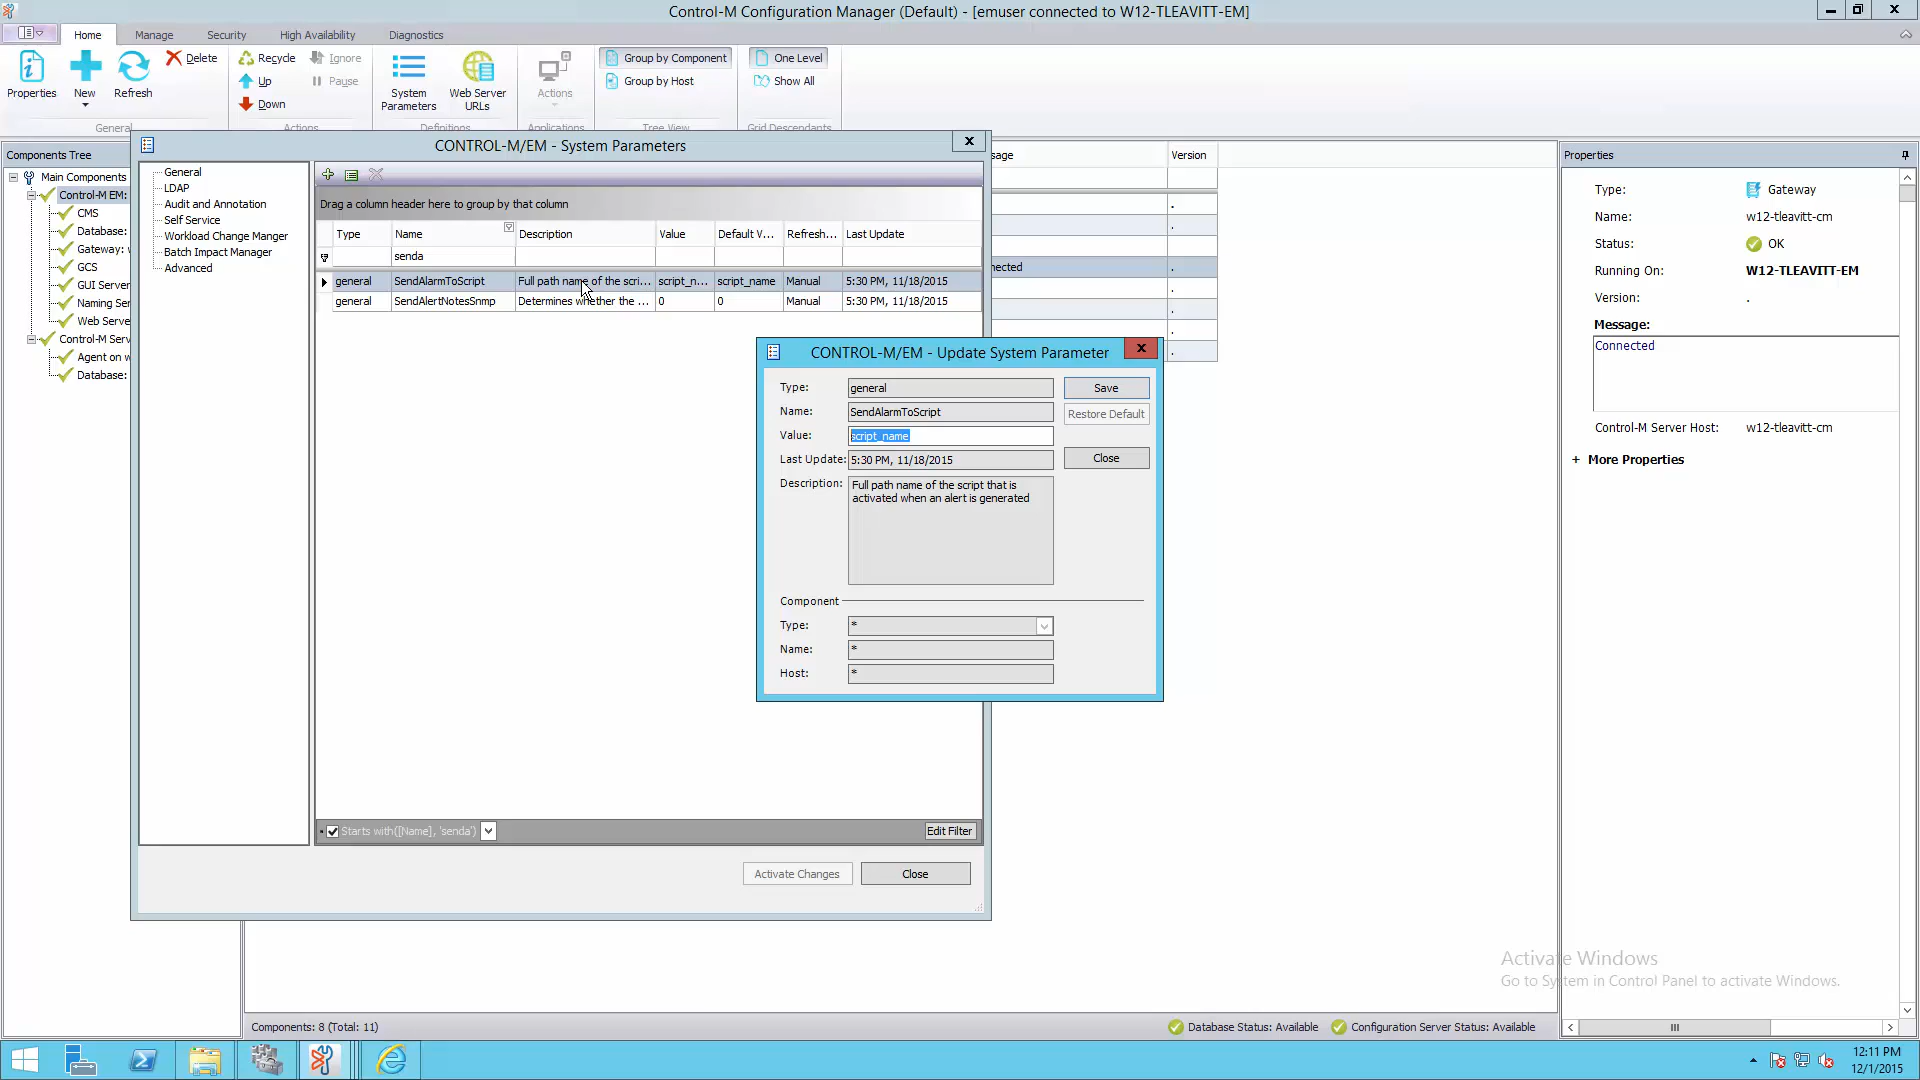 Control-M Configuration Manager (Default) - [emuser connected to W12-TLEAVITT-EM]
Home
Manage
Security
High Availability
Diagnostics
Properties
New
Refresh
Delete
General
Recycle
Up
Down
Ignore
Pause
Actions
System Parameters
Web Server URLs
Definitions
Actions
Applications
Group by Component
Group by Host
Tree View
One Level
Show All
Grid Descendants
Components Tree
Main Components
Control-M EM:
CMS
Database:
Gateway:
GCS
GUI Server
Naming Ser
Web Serve
Control-M Serv
Agent on w
Database:
CONTROL-M/EM - System Parameters
General
LDAP
Audit and Annotation
Self Service
Workload Change Manger
Batch Impact Manager
Advanced
Drag a column header here to group by that column
Type Name Description Value Default V... Refresh... Last Update
senda
general SendAlarmToScript Full path name of the scri... script_n... script_name Manual 5:30 PM, 11/18/2015
general SendAlertNotesSnmp Determines whether the ... 0 0 Manual 5:30 PM, 11/18/2015
Starts with([Name], 'senda')
Edit Filter
Activate Changes
Close
sage
Version
.
.
nected .
.
.
.
.
CONTROL-M/EM - Update System Parameter
Type: general
Name: SendAlarmToScript
Value: script_name
Last Update: 5:30 PM, 11/18/2015
Description: Full path name of the script that is
activated when an alert is generated
Save
Restore Default
Close
Component
Type: *
Name: *
Host: *
Properties
Type: Gateway
Name: w12-tleavitt-cm
Status: OK
Running On: W12-TLEAVITT-EM
Version: .
Message:
Connected
Control-M Server Host: w12-tleavitt-cm
+ More Properties
Activate Windows
Go to System in Control Panel to activate Windows.
Components: 8 (Total: 11)
Database Status: Available
Configuration Server Status: Available
12:11 PM
12/1/2015